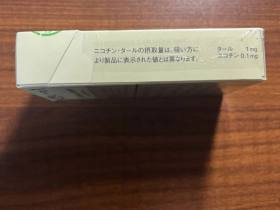 ニコチン・タールの摂取量は、吸い方に
より製品に表示された値とは異なります。
タール 1mg
ニコチン 0.1mg